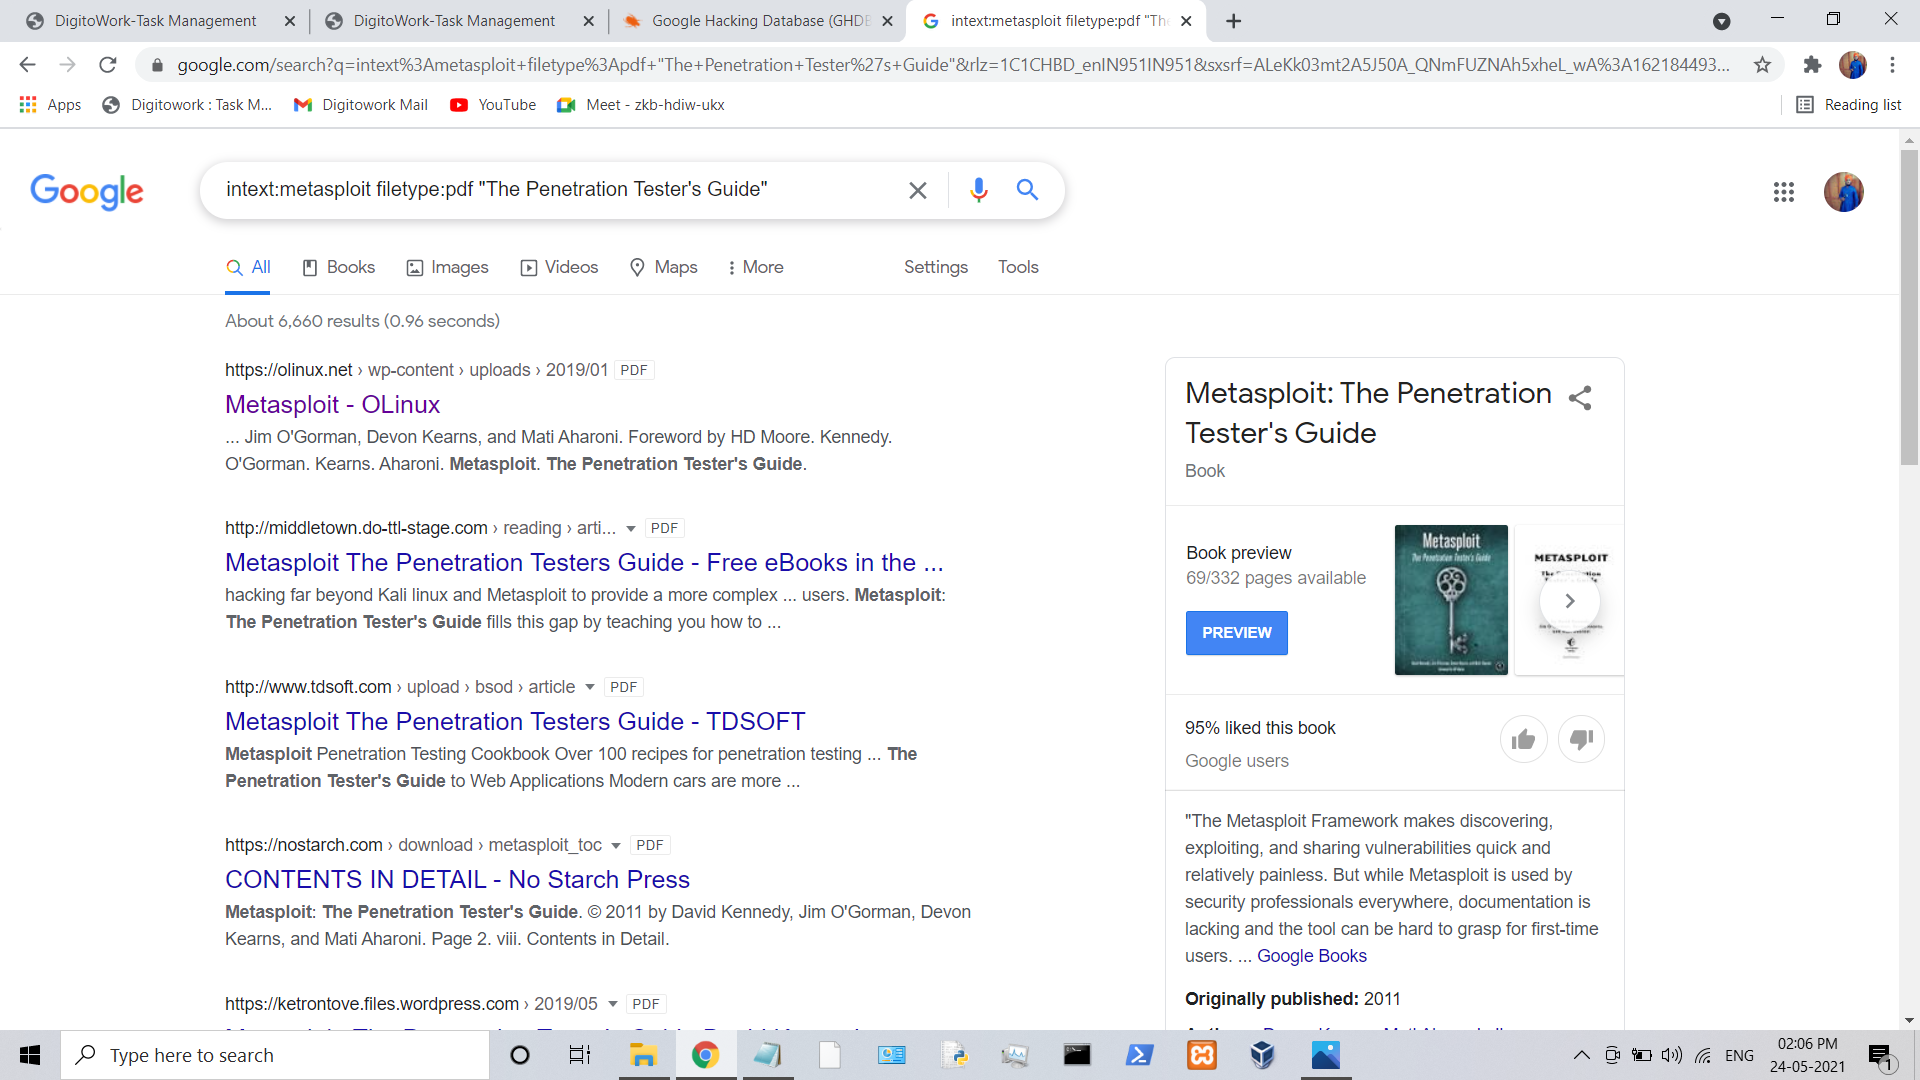 DigitoWork-Task Management
DigitoWork-Task Management
Google Hacking Database (GHDB
intext:metasploit filetype:pdf "The
google.com/search?q=intext%3Ametasploit+filetype%3Apdf+"The+Penetration+Tester%27s+Guide"&rlz=1C1CHBD_enIN951IN951&sxsrf=ALeKk03mt2A5J50A_QNmFUZNAh5xheL_wA%3A162184493...
Apps
Digitowork : Task M...
Digitowork Mail
YouTube
Meet - zkb-hdiw-ukx
Reading list
Google
intext:metasploit filetype:pdf "The Penetration Tester's Guide"
All
Books
Images
Videos
Maps
More
Settings
Tools
About 6,660 results (0.96 seconds)
https://olinux.net › wp-content › uploads › 2019/01 PDF
Metasploit - OLinux
... Jim O'Gorman, Devon Kearns, and Mati Aharoni. Foreword by HD Moore. Kennedy.
O'Gorman. Kearns. Aharoni. Metasploit. The Penetration Tester's Guide.
http://middletown.do-ttl-stage.com › reading › arti... PDF
Metasploit The Penetration Testers Guide - Free eBooks in the ...
hacking far beyond Kali linux and Metasploit to provide a more complex ... users. Metasploit:
The Penetration Tester's Guide fills this gap by teaching you how to ...
http://www.tdsoft.com › upload › bsod › article PDF
Metasploit The Penetration Testers Guide - TDSOFT
Metasploit Penetration Testing Cookbook Over 100 recipes for penetration testing ... The
Penetration Tester's Guide to Web Applications Modern cars are more ...
https://nostarch.com › download › metasploit_toc PDF
CONTENTS IN DETAIL - No Starch Press
Metasploit: The Penetration Tester's Guide. © 2011 by David Kennedy, Jim O'Gorman, Devon
Kearns, and Mati Aharoni. Page 2. viii. Contents in Detail.
https://ketrontove.files.wordpress.com › 2019/05 PDF
Metasploit: The Penetration
Tester's Guide
Book
Book preview
69/332 pages available
PREVIEW
Metasploit
The Penetration Tester's Guide
METASPLOIT
95% liked this book
Google users
"The Metasploit Framework makes discovering,
exploiting, and sharing vulnerabilities quick and
relatively painless. But while Metasploit is used by
security professionals everywhere, documentation is
lacking and the tool can be hard to grasp for first-time
users. ... Google Books
Originally published: 2011
Type here to search
ENG
02:06 PM
24-05-2021
1